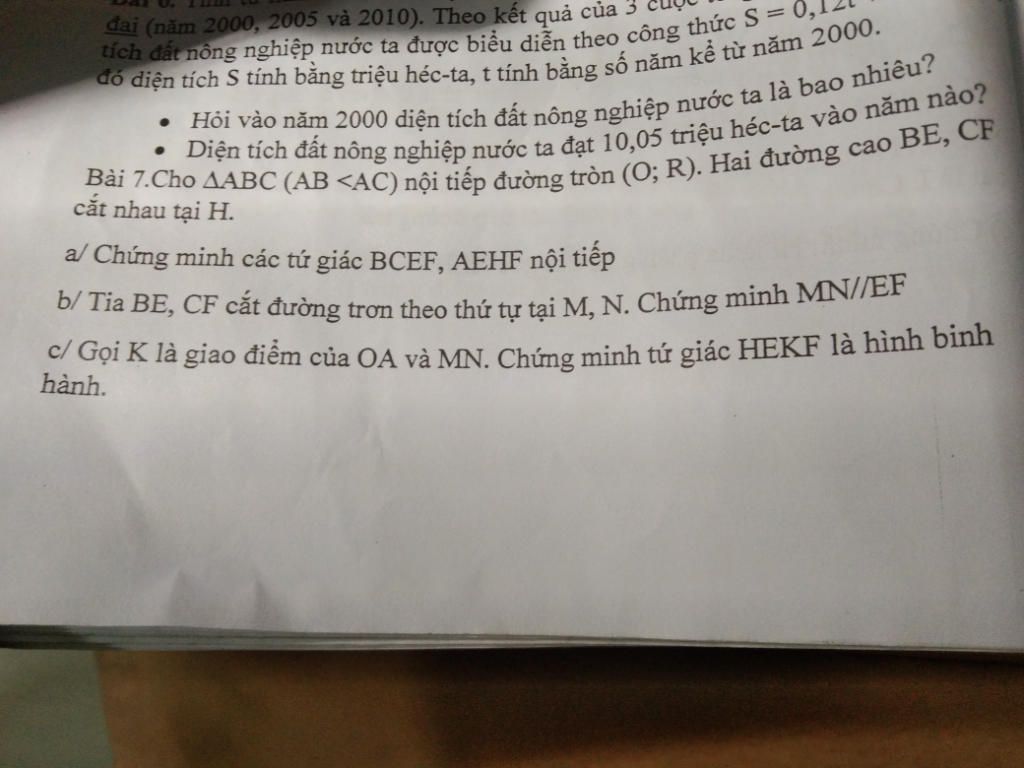 đai (năm 2000, 2005 và 2010). Theo kết quả của 3 cuộc
tích đất nông nghiệp nước ta được biểu diễn theo công thức S = 0,12t
đó diện tích S tính bằng triệu héc-ta, t tính bằng số năm kể từ năm 2000.
• Hỏi vào năm 2000 diện tích đất nông nghiệp nước ta là bao nhiêu?
• Diện tích đất nông nghiệp nước ta đạt 10,05 triệu héc-ta vào năm nào?
Bài 7.Cho ΔABC (AB <AC) nội tiếp đường tròn (O; R). Hai đường cao BE, CF
cắt nhau tại H.
a/ Chứng minh các tứ giác BCEF, AEHF nội tiếp
b/ Tia BE, CF cắt đường trơn theo thứ tự tại M, N. Chứng minh MN//EF
c/ Gọi K là giao điểm của OA và MN. Chứng minh tứ giác HEKF là hình binh
hành.